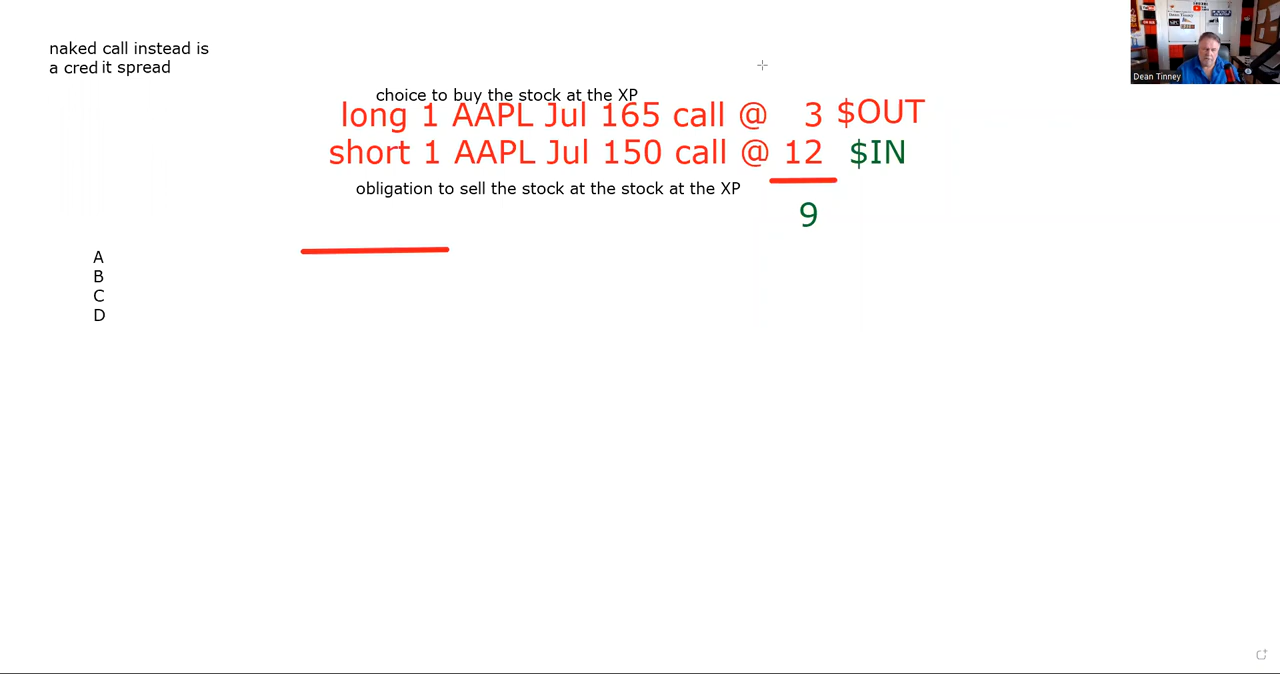 naked call instead is
a cred it spread
choice to buy the stock at the XP
long 1 AAPL Jul 165 call @ 3 $OUT
short 1 AAPL Jul 150 call @ 12 $IN
obligation to sell the stock at the stock at the XP
9
A
B
C
D
Dean Tinney